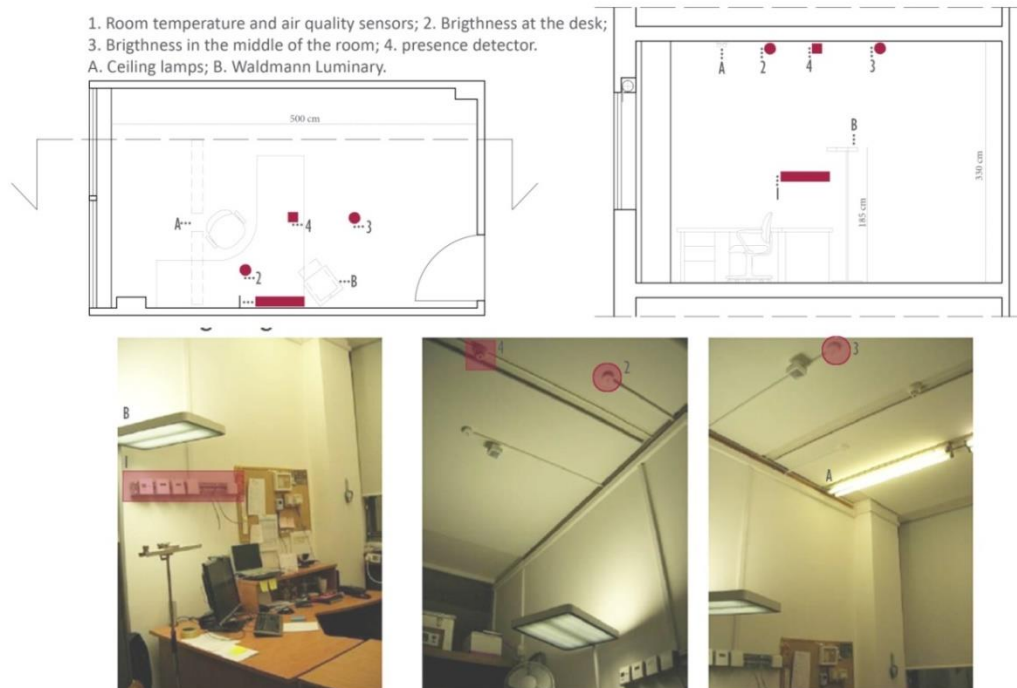 1. Room temperature and air quality sensors; 2. Brigthness at the desk;
3. Brigthness in the middle of the room; 4. presence detector.
A. Ceiling lamps; B. Waldmann Luminary.
500 cm
A
4
3
2
B
1
A
2
4
3
B
1
185 cm
330 cm
B
1
4
2
3
A